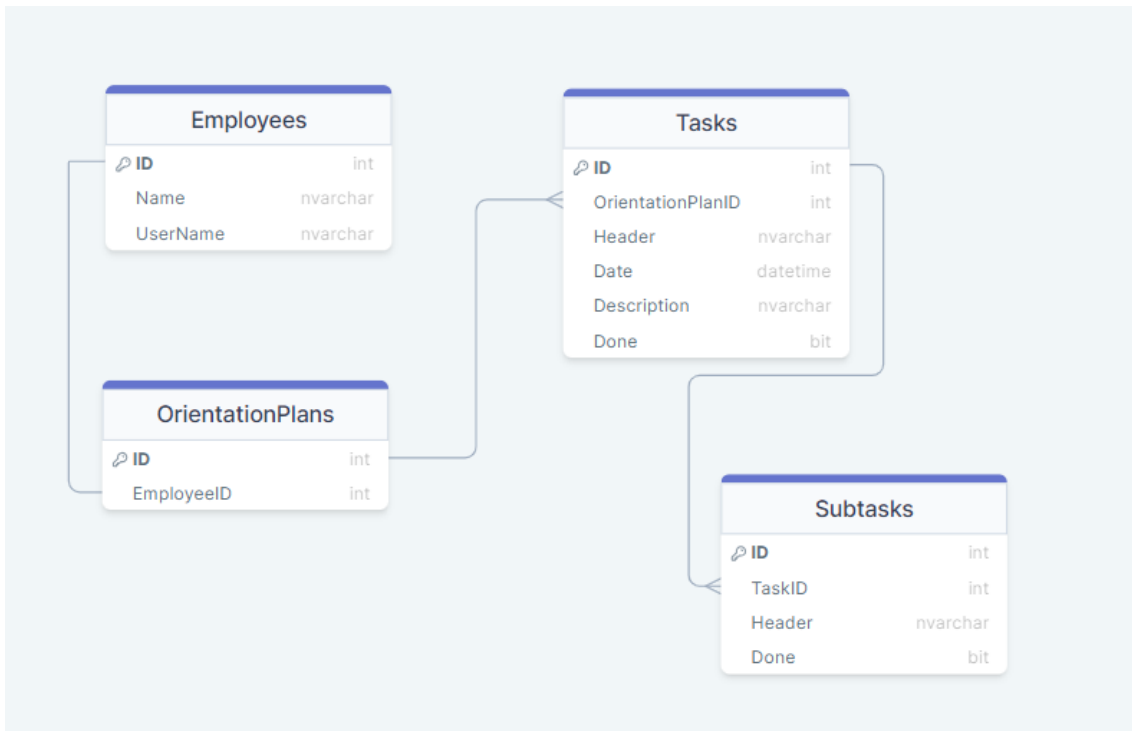 Employees
ID int
Name nvarchar
UserName nvarchar
Tasks
ID int
OrientationPlanID int
Header nvarchar
Date datetime
Description nvarchar
Done bit
OrientationPlans
ID int
EmployeeID int
Subtasks
ID int
TaskID int
Header nvarchar
Done bit